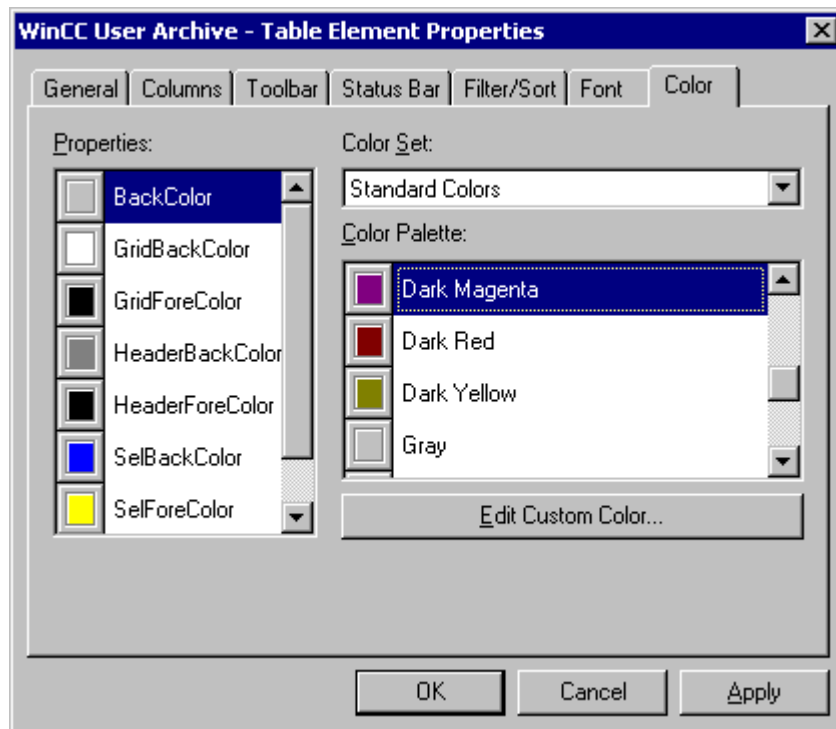 WinCC User Archive - Table Element Properties
General Columns Toolbar Status Bar Filter/Sort Font Color
Properties:
BackColor
GridBackColor
GridForeColor
HeaderBackColor
HeaderForeColor
SelBackColor
SelForeColor
Color Set:
Standard Colors
Color Palette:
Dark Magenta
Dark Red
Dark Yellow
Gray
Edit Custom Color...
OK Cancel Apply